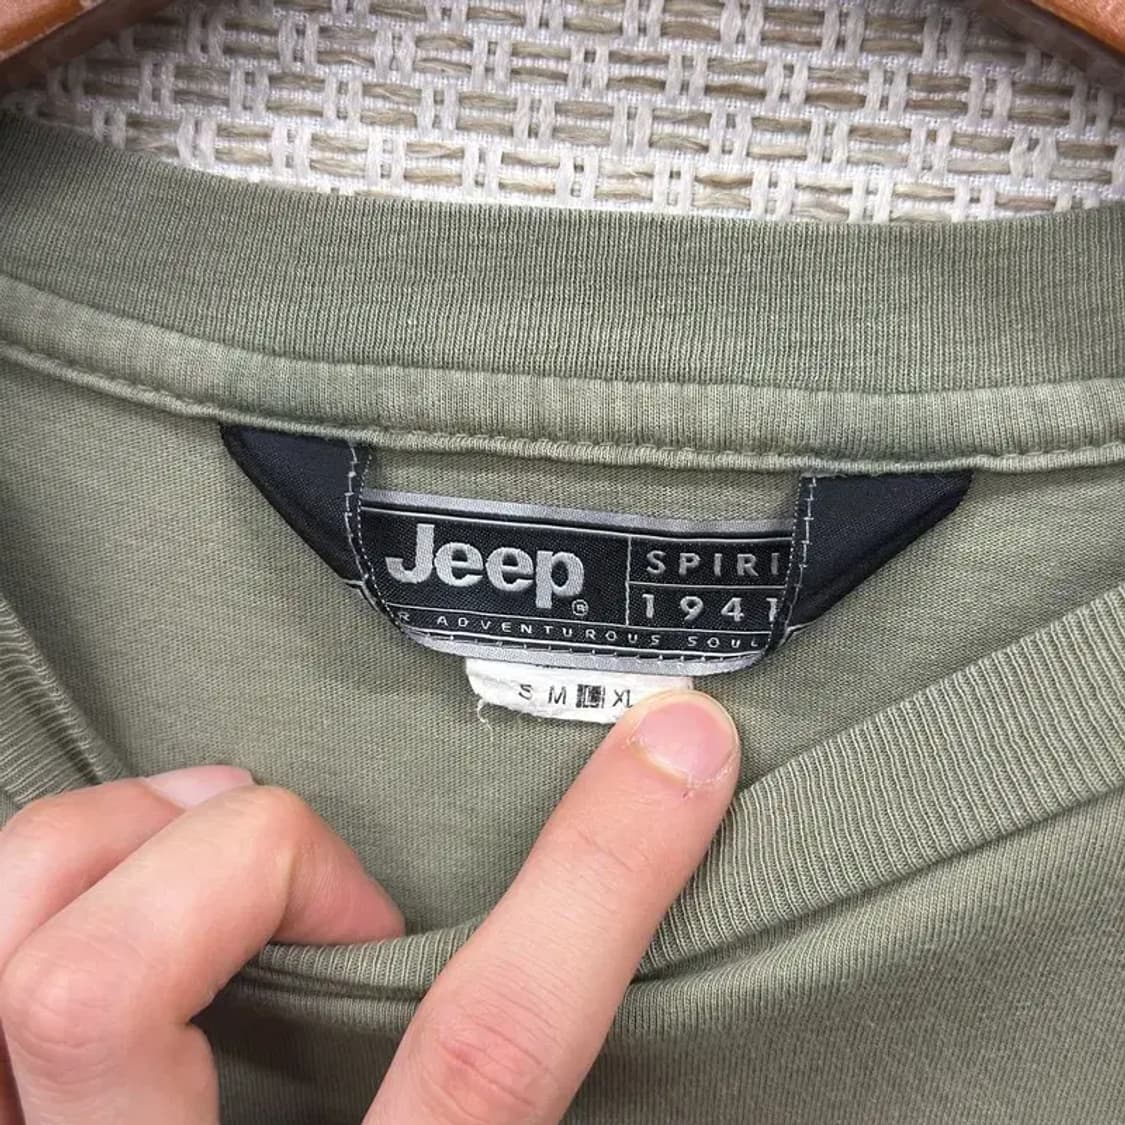 Jeep®
SPIRI
1941
R ADVENTUROUS SOUL
S M L XL